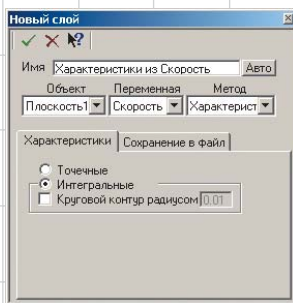 Новый слой
Имя Характеристики из Скорость Авто
Объект Переменная Метод
Плоскость1 Скорость Характерист
Характеристики Сохранение в файл
Точечные
Интегральные
Круговой контур радиусом 0.01